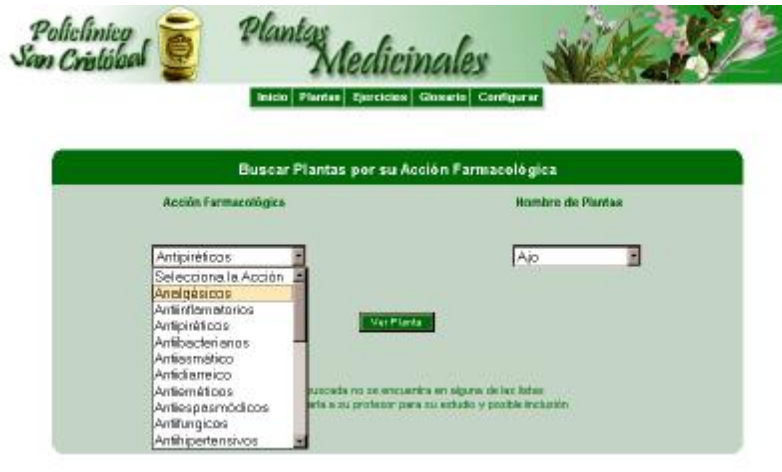 Policlínico
San Cristóbal
Plantas
Medicinales
Inicio Plantas Ejercicios Glosario Configurar
Buscar Plantas por su Acción Farmacológica
Acción Farmacológica
Nombre de Plantas
Antipiréticos
Ajo
Selecciona la Acción
Analgésicos
Antiinflamatorios
Antipiréticos
Antibacterianos
Antiasmático
Antidiarreico
Antieméticos
Antiespasmódicos
Antifungicos
Antihipertensivos
Ver Planta
buscada no se encuentra en alguna de las listas
a su profesor para su estudio y posible inclusión